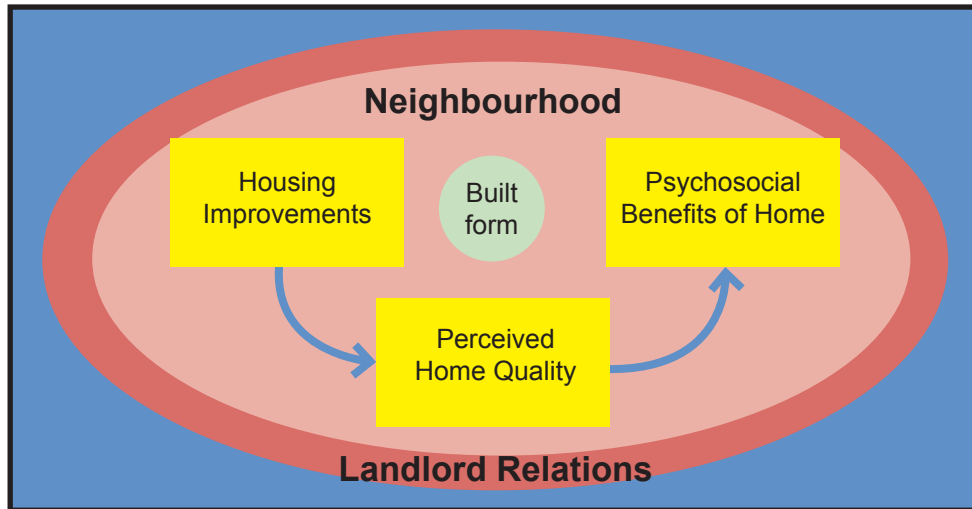 Neighbourhood
Housing
Improvements
Built
form
Psychosocial
Benefits of Home
Perceived
Home Quality
Landlord Relations